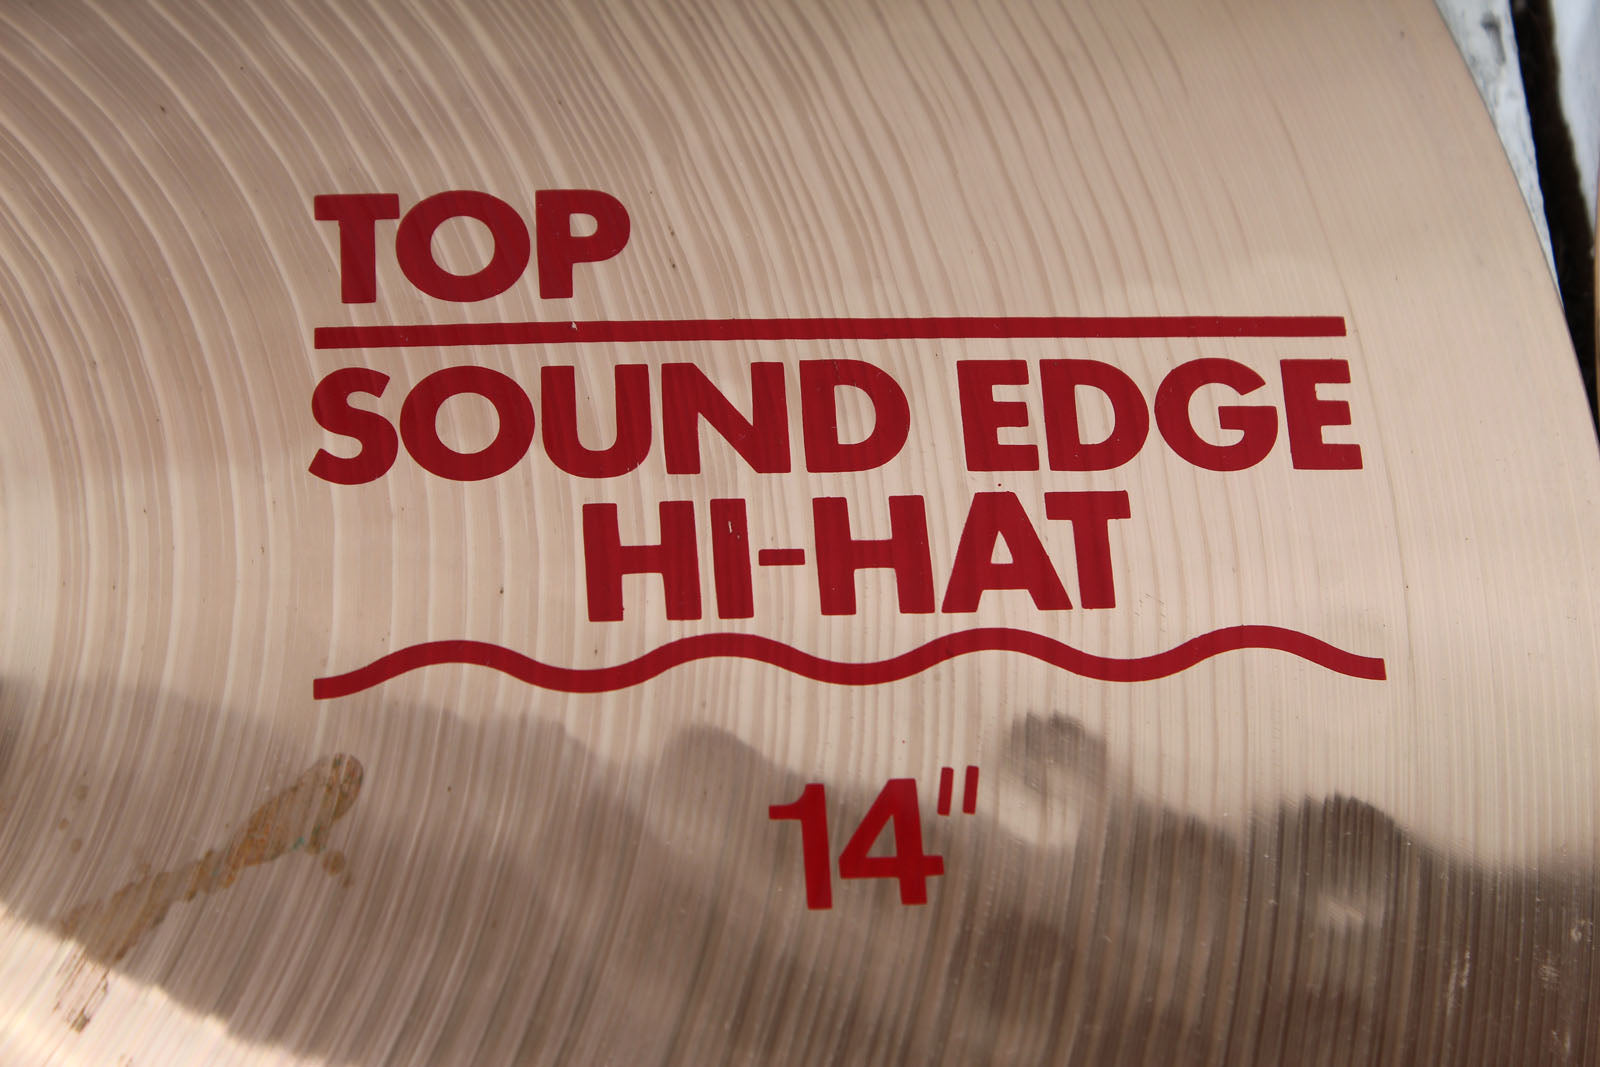 TOP
SOUND EDGE
HI-HAT
14"